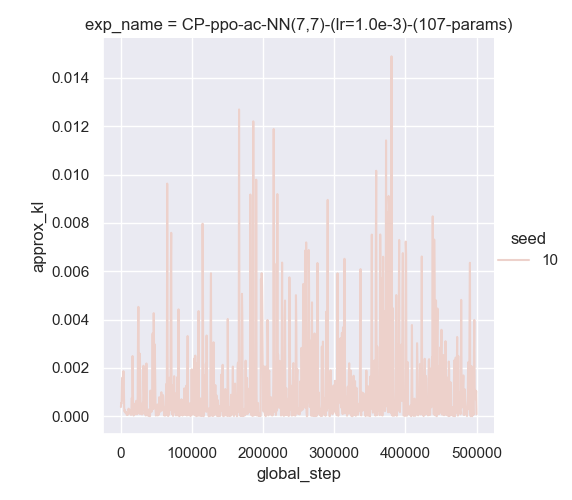 exp_name = CP-ppo-ac-NN(7,7)-(lr=1.0e-3)-(107-params)
0.014
0.012
0.010
0.008
0.006
0.004
0.002
0.000
approx_kl
seed
10
0 100000 200000 300000 400000 500000
global_step